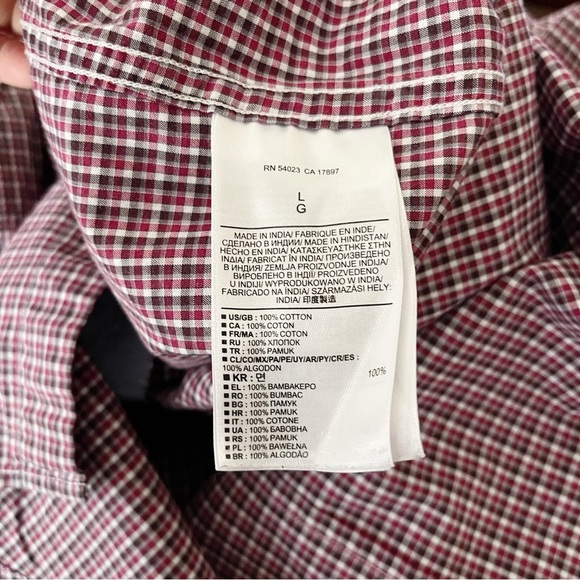 RN 54023 CA 17897
L
G
MADE IN INDIA/ FABRIQUE EN INDE/
СДЕЛАНО В ИНДИИ/ MADE IN HINDISTAN/
HECHO EN INDIA/ ΚΑΤΑΣΚΕΥΑΣΤΗΚΕ ΣΤΗΝ
ΙΝΔΙΑ/ FABRICAT ÎN INDIA/ ПРОИЗВЕДЕНО
В ИНДИЯ/ ZEMLJA PROIZVODNJE INDIJA/
ВИРОБЛЕНО В ІНДІЇ/ PROIZVEDENO
U INDIJI/ WYPRODUKOWANO W INDIA/
FABRICADO NA ÍNDIA/ SZÁRMAZÁSI HELY:
INDIA/ 印度製造
■ US/GB : 100% COTTON
■ CA : 100% COTON
■ FR/MA : 100% COTON
■ RU : 100% ХЛОПОК
■ TR : 100% PAMUK
■ CL/CO/MX/PA/PE/UY/AR/PY/CR/ES :
100% ALGODON
■ KR : 면 100%
■ EL : 100% ΒΑΜΒΑΚΕΡΟ
■ RO : 100% BUMBAC
■ BG : 100% ПАМУК
■ HR : 100% PAMUK
■ IT : 100% COTONE
■ UA : 100% БАВОВНА
■ RS : 100% PAMUK
■ PL : 100% BAWEŁNA
■ BR : 100% ALGODÃO